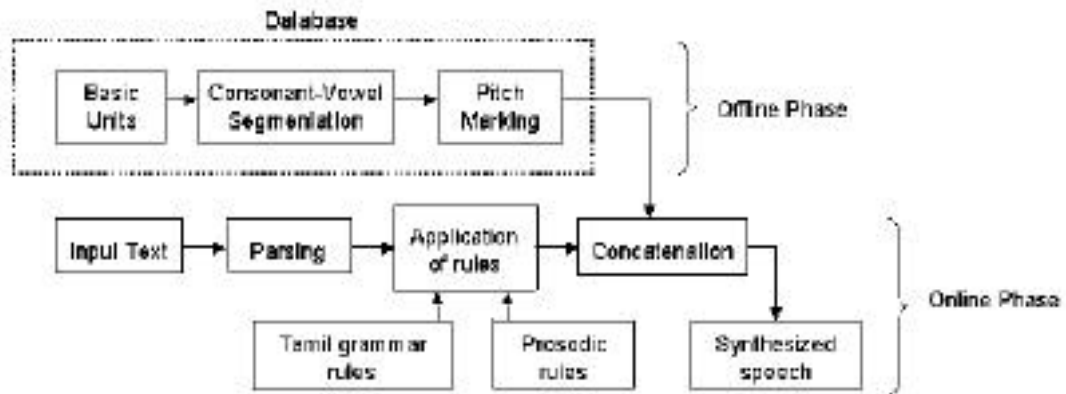 Database
Basic
Units
Consonant-Vowel
Segmentation
Pitch
Marking
Offline Phase
Input Text
Parsing
Application
of rules
Concatenation
Online Phase
Tamil grammar
rules
Prosodic
rules
Synthesized
speech